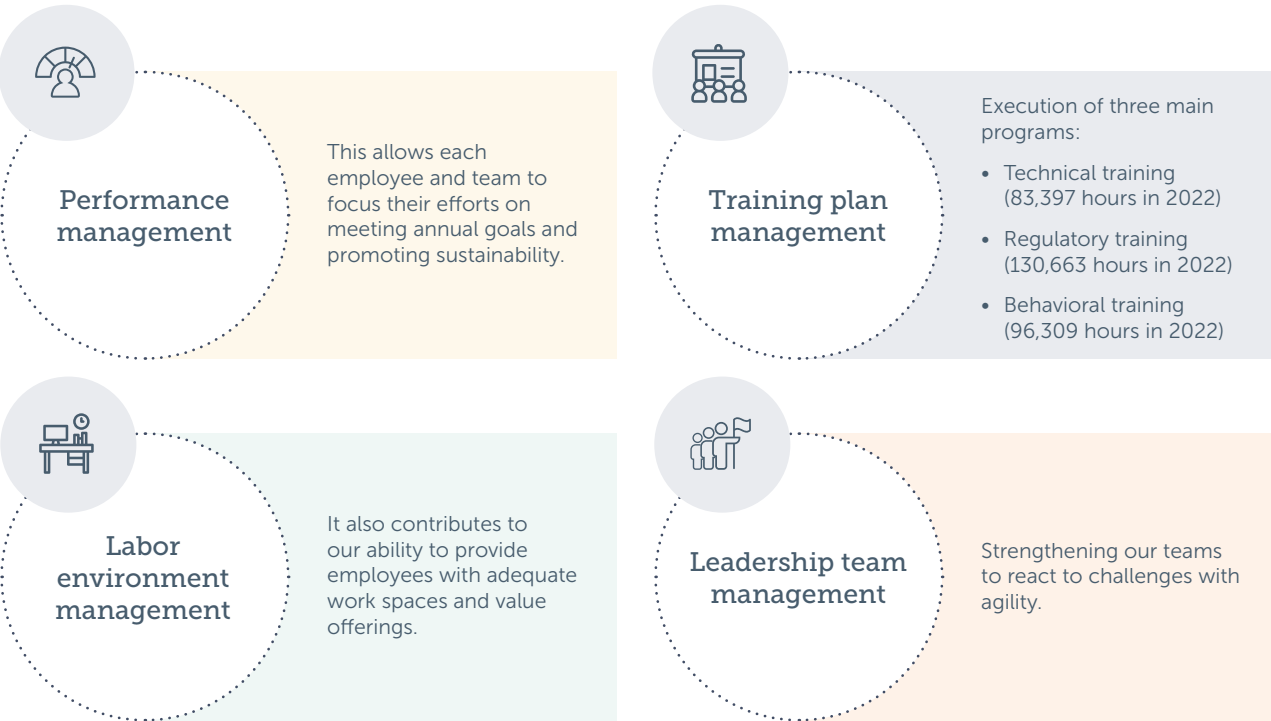 Performance
management
This allows each
employee and team to
focus their efforts on
meeting annual goals and
promoting sustainability.
Training plan
management
Execution of three main
programs:
• Technical training
(83,397 hours in 2022)
• Regulatory training
(130,663 hours in 2022)
• Behavioral training
(96,309 hours in 2022)
Labor
environment
management
It also contributes to
our ability to provide
employees with adequate
work spaces and value
offerings.
Leadership team
management
Strengthening our teams
to react to challenges with
agility.